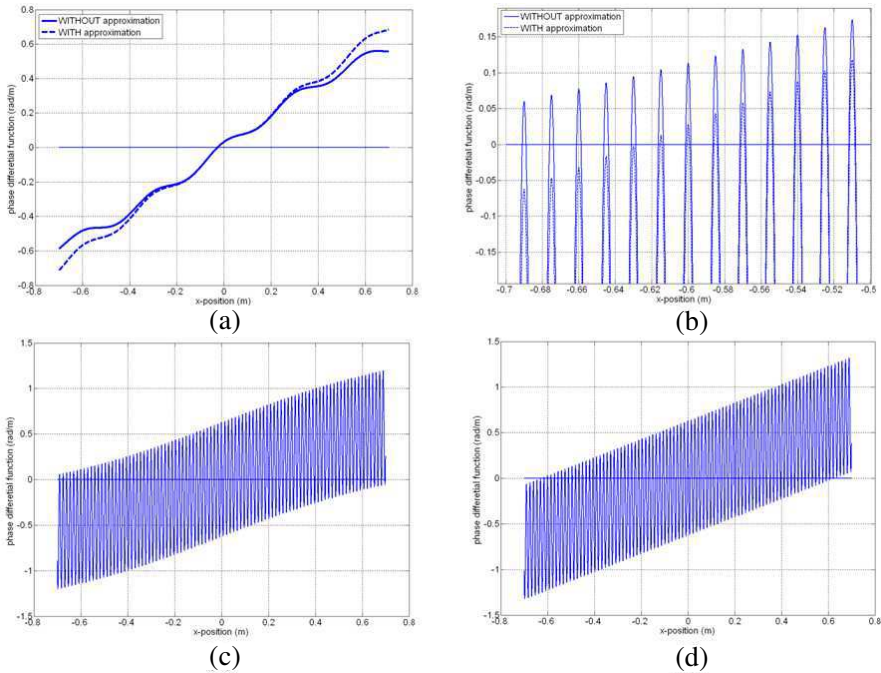 WITHOUT approximation
WITH approximation
phase differetial function (rad/m)
0.8
0.6
0.4
0.2
0
-0.2
-0.4
-0.6
-0.8
-0.8 -0.6 -0.4 -0.2 0 0.2 0.4 0.6 0.8
x-position (m)
(a)
WITHOUT approximation
WITH approximation
phase differetial function (rad/m)
0.15
0.1
0.05
0
-0.05
-0.1
-0.15
-0.7 -0.68 -0.66 -0.64 -0.62 -0.6 -0.58 -0.56 -0.54 -0.52 -0.5
x-position (m)
(b)
phase differetial function (rad/m)
1.5
1
0.5
0
-0.5
-1
-1.5
-0.8 -0.6 -0.4 -0.2 0 0.2 0.4 0.6 0.8
x-position (m)
(c)
phase differetial function (rad/m)
1.5
1
0.5
0
-0.5
-1
-1.5
-0.8 -0.6 -0.4 -0.2 0 0.2 0.4 0.6 0.8
x-position (m)
(d)